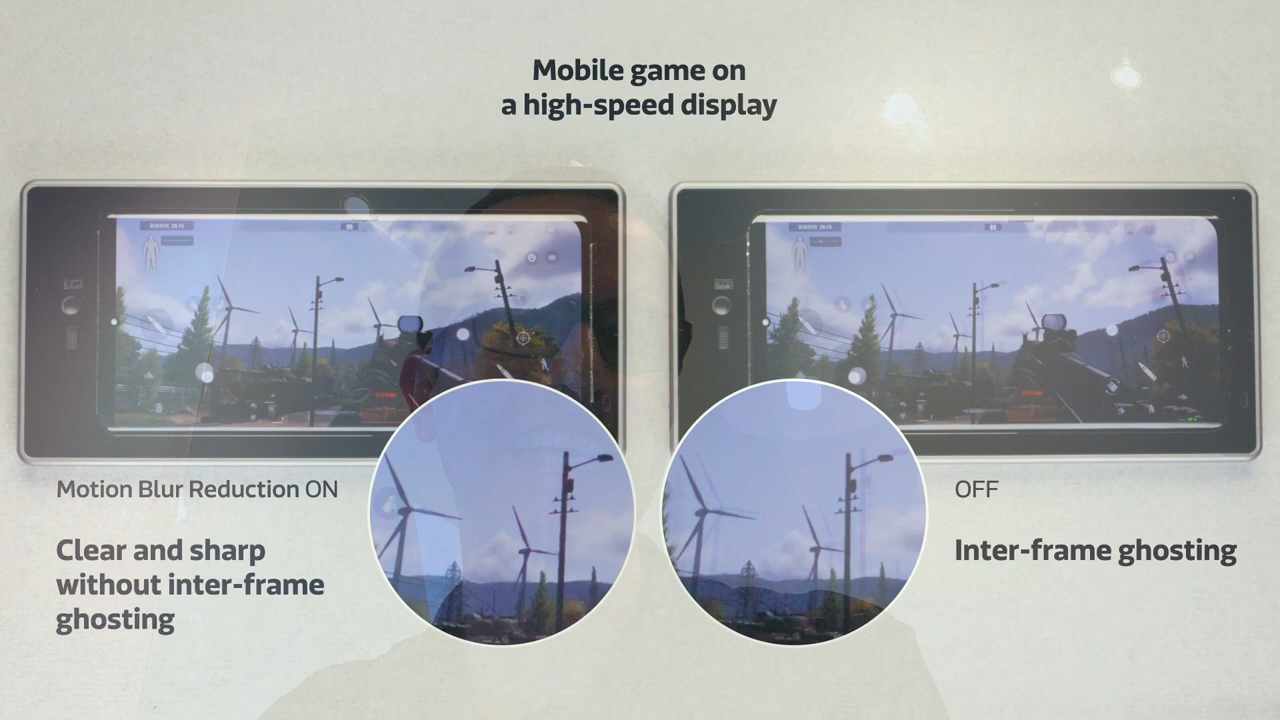 Mobile game on
a high-speed display
Motion Blur Reduction ON
Clear and sharp
without inter-frame
ghosting
OFF
Inter-frame ghosting